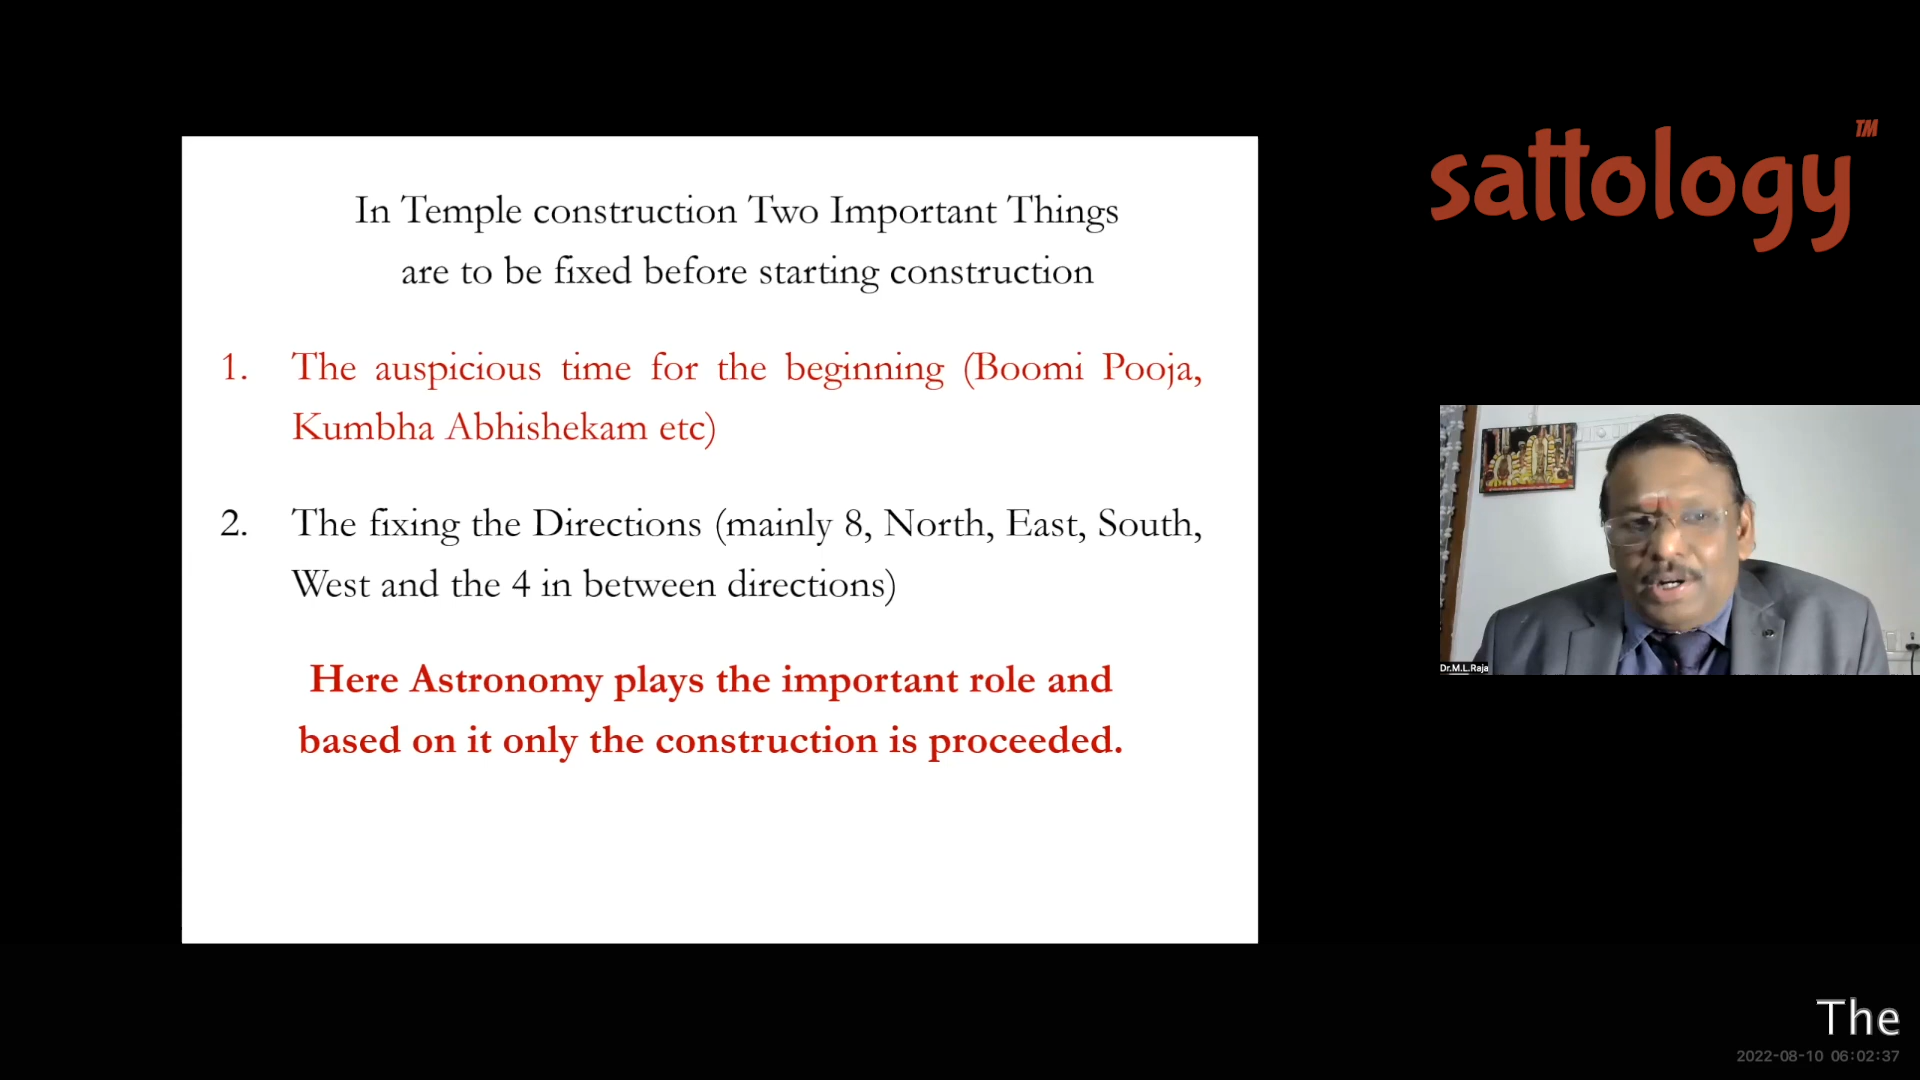 In Temple construction Two Important Things
are to be fixed before starting construction
1. The auspicious time for the beginning (Boomi Pooja,
Kumbha Abhishekam etc)
2. The fixing the Directions (mainly 8, North, East, South,
West and the 4 in between directions)
Here Astronomy plays the important role and
based on it only the construction is proceeded.
sattology TM
Dr.M.L.Raja
The
2022-08-10 06:02:37